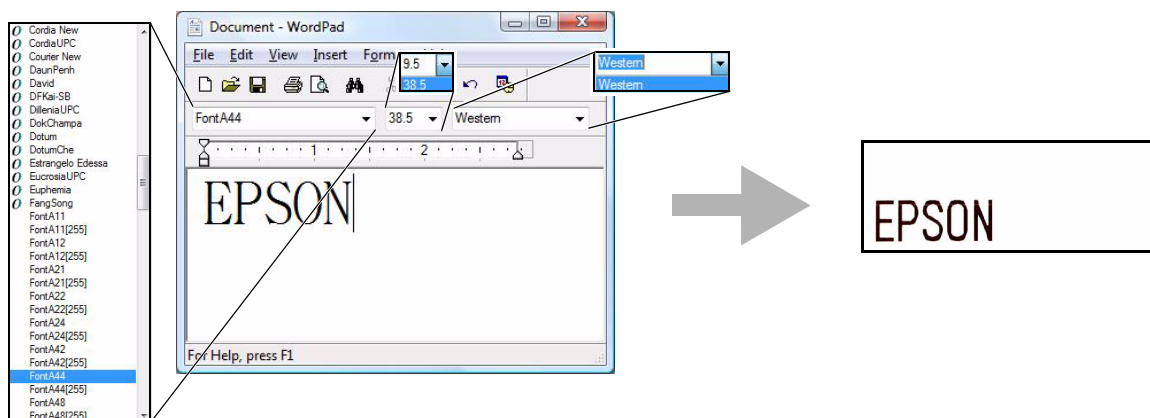 Cordia New
CordiaUPC
Courier New
DaunPenh
David
DFKai-SB
DilleniaUPC
DokChampa
Dotum
DotumChe
Estrangelo Edessa
EucrosiaUPC
Euphemia
FangSong
FontA11
FontA11[255]
FontA12
FontA12[255]
FontA21
FontA21[255]
FontA22
FontA22[255]
FontA24
FontA24[255]
FontA42
FontA42[255]
FontA44
FontA44[255]
FontA48
FontA48[255]
Document - WordPad
File Edit View Insert Form
9.5
38.5
Western
Western
FontA44 38.5 Western
1 2
EPSON
For Help, press F1
EPSON